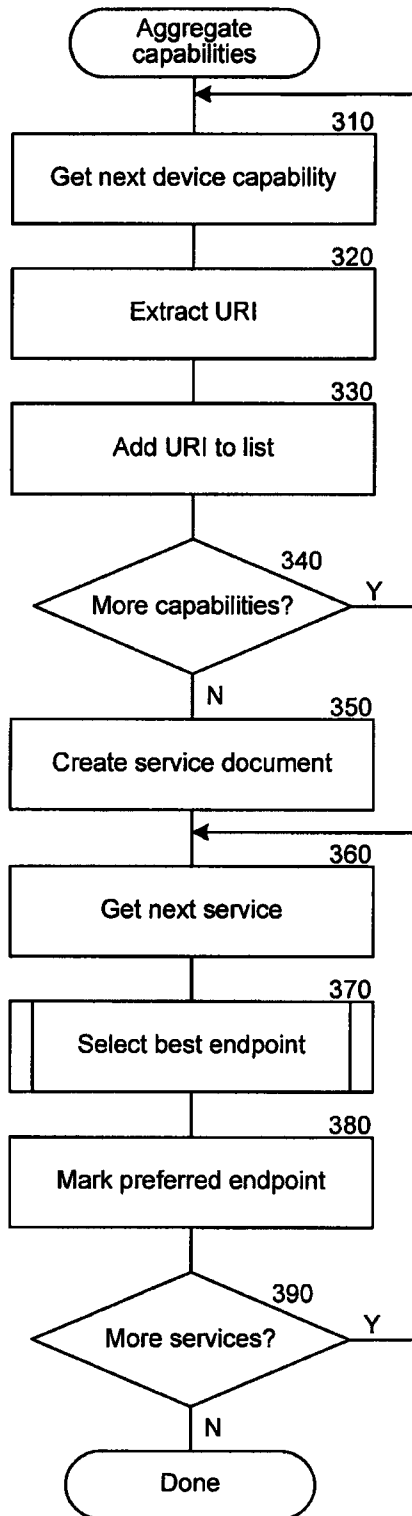 Aggregate
capabilities
310
Get next device capability
320
Extract URI
330
Add URI to list
340
More capabilities?
Y
N
350
Create service document
360
Get next service
370
Select best endpoint
380
Mark preferred endpoint
390
More services?
Y
N
Done